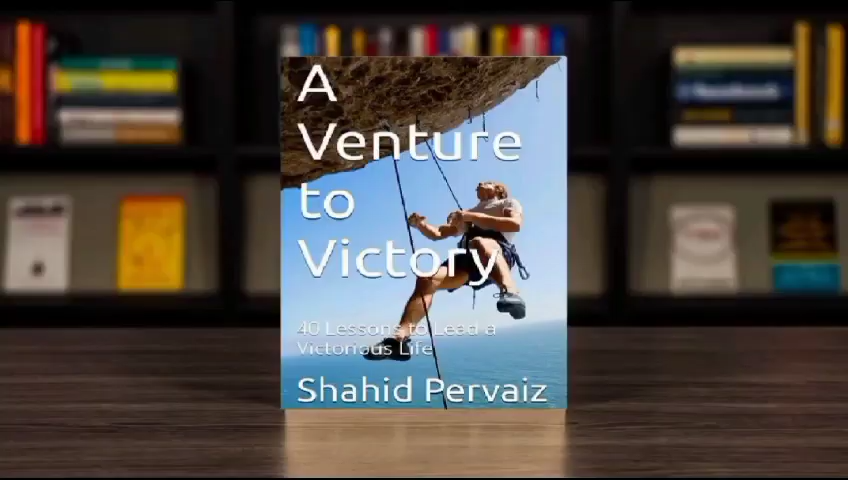 A
Venture
to
Victory
40 Lessons to Lead a
Victorious Life
Shahid Pervaiz